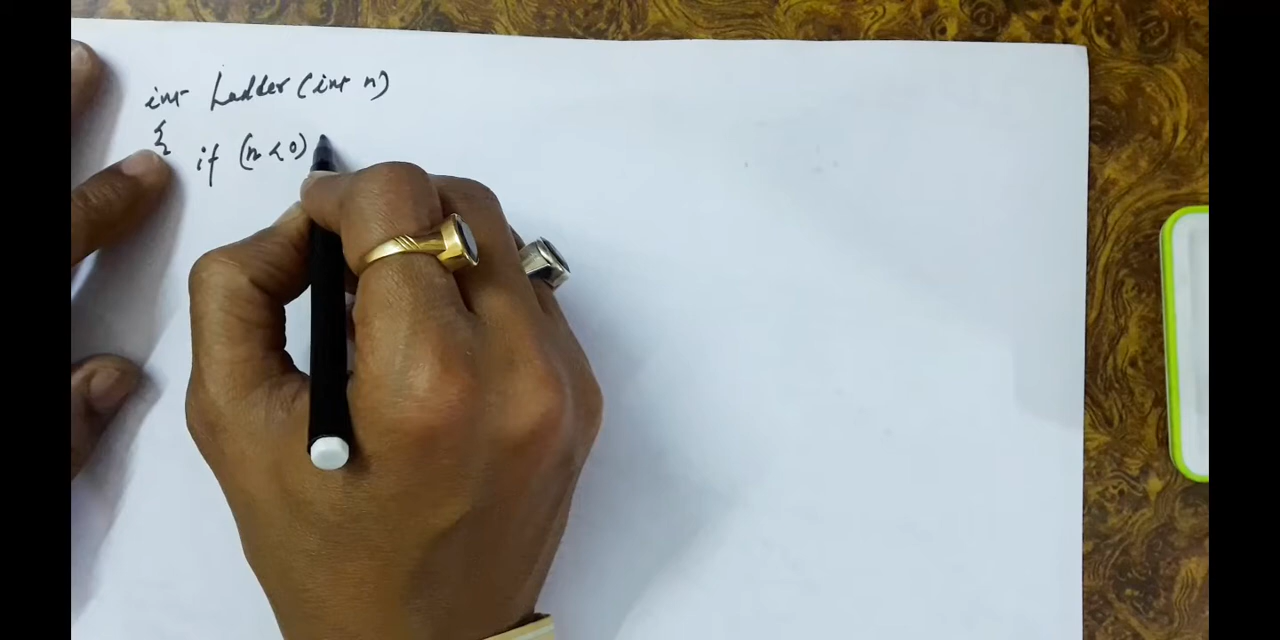 int Ladder(int n)
{
if (n<0)